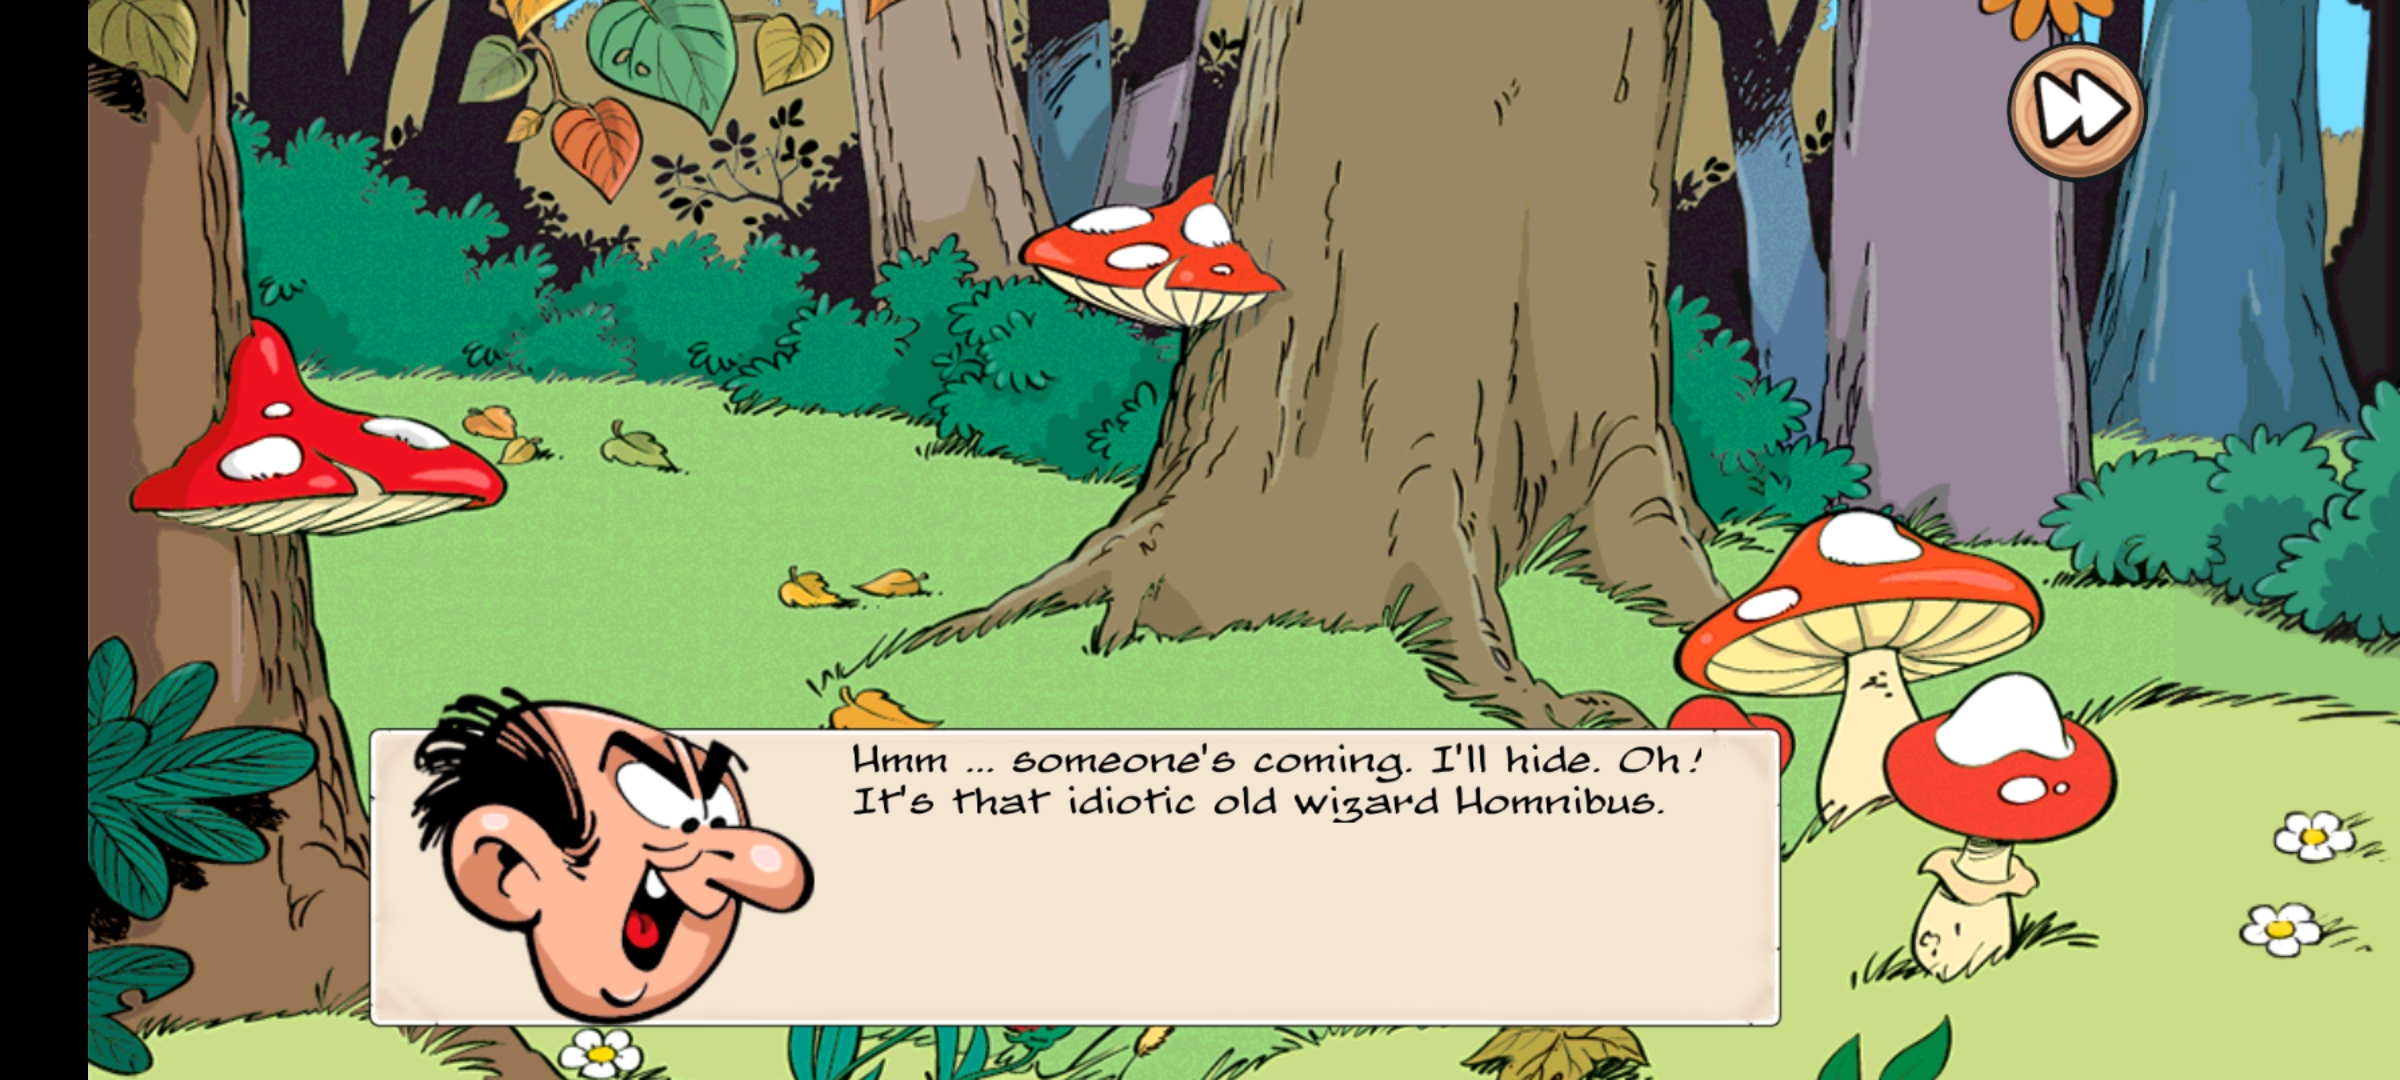 Hmm ... someone's coming. I'll hide. Oh!
It's that idiotic old wizard Homnibus.